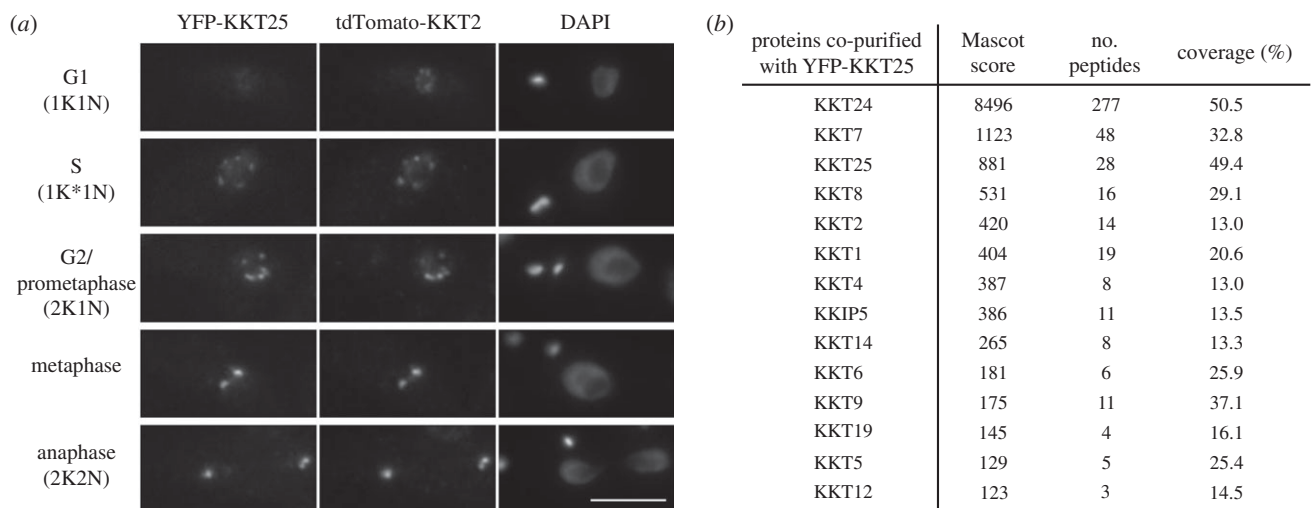 (a)
YFP-KKT25 tdTomato-KKT2 DAPI
G1
(1K1N)
S
(1K*1N)
G2/
prometaphase
(2K1N)
metaphase
anaphase
(2K2N)
(b)
proteins co-purified
with YFP-KKT25
Mascot
score
no.
peptides
coverage (%)
KKT24 8496 277 50.5
KKT7 1123 48 32.8
KKT25 881 28 49.4
KKT8 531 16 29.1
KKT2 420 14 13.0
KKT1 404 19 20.6
KKT4 387 8 13.0
KKIP5 386 11 13.5
KKT14 265 8 13.3
KKT6 181 6 25.9
KKT9 175 11 37.1
KKT19 145 4 16.1
KKT5 129 5 25.4
KKT12 123 3 14.5